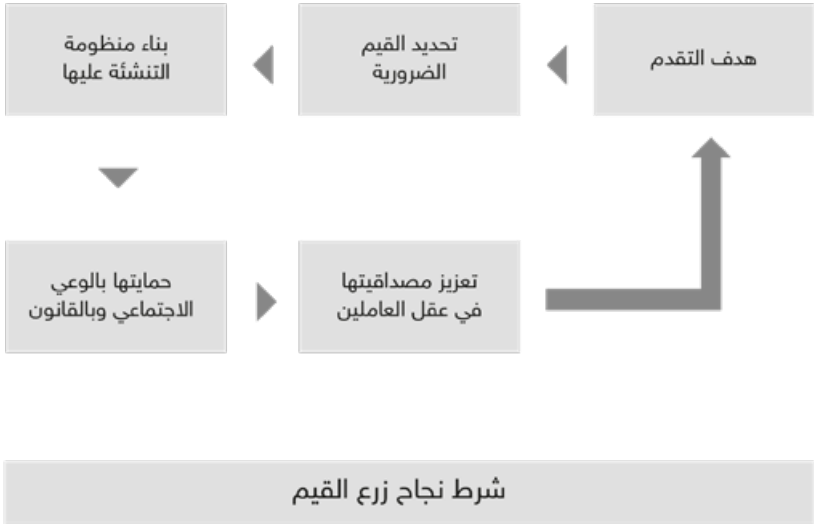 هدف التقدم
تحديد القيم
الضرورية
بناء منظومة
التنشئة عليها
حمايتها بالوعي
الاجتماعي وبالقانون
تعزيز مصداقيتها
في عقل العاملين
شرط نجاح زرع القيم